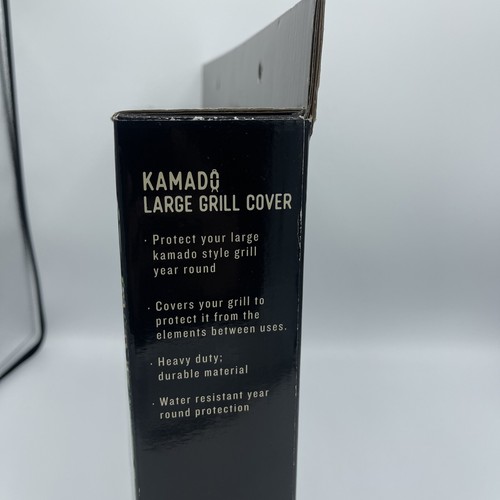 KAMADO
LARGE GRILL COVER
· Protect your large
kamado style grill
year round
· Covers your grill to
protect it from the
elements between uses.
· Heavy duty;
durable material
· Water resistant year
round protection